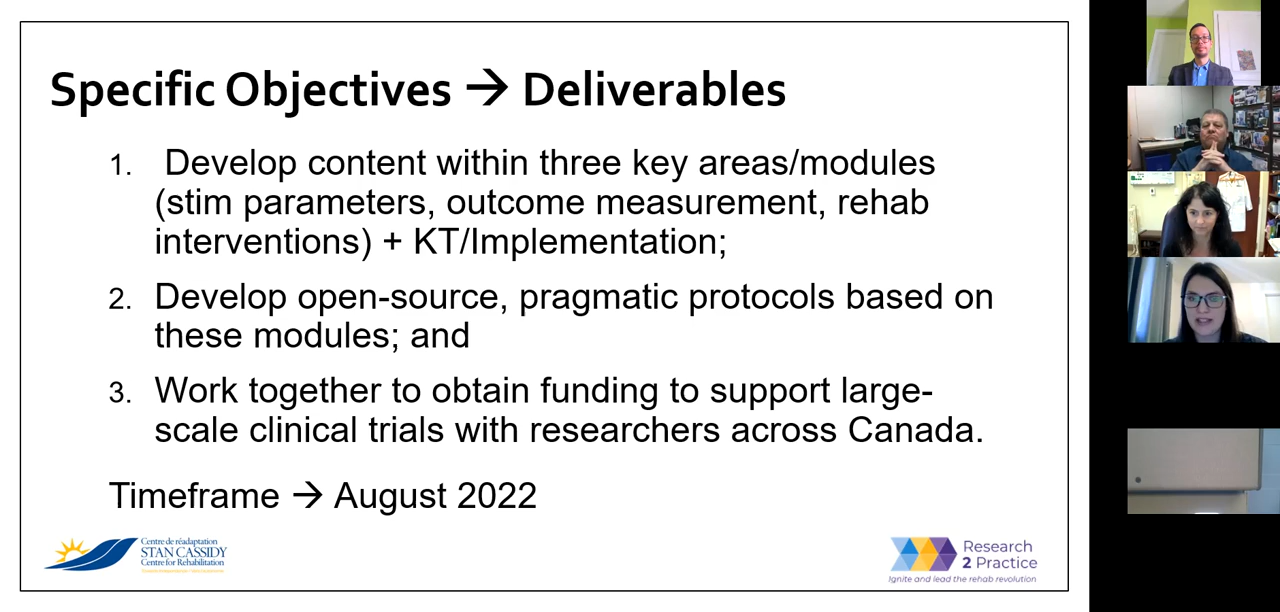 Specific Objectives → Deliverables
1. Develop content within three key areas/modules
(stim parameters, outcome measurement, rehab
interventions) + KT/Implementation;
2. Develop open-source, pragmatic protocols based on
these modules; and
3. Work together to obtain funding to support large-
scale clinical trials with researchers across Canada.
Timeframe → August 2022
Centre de réadaptation
STAN CASSIDY
Centre for Rehabilitation
Research
2 Practice
Ignite and lead the rehab revolution